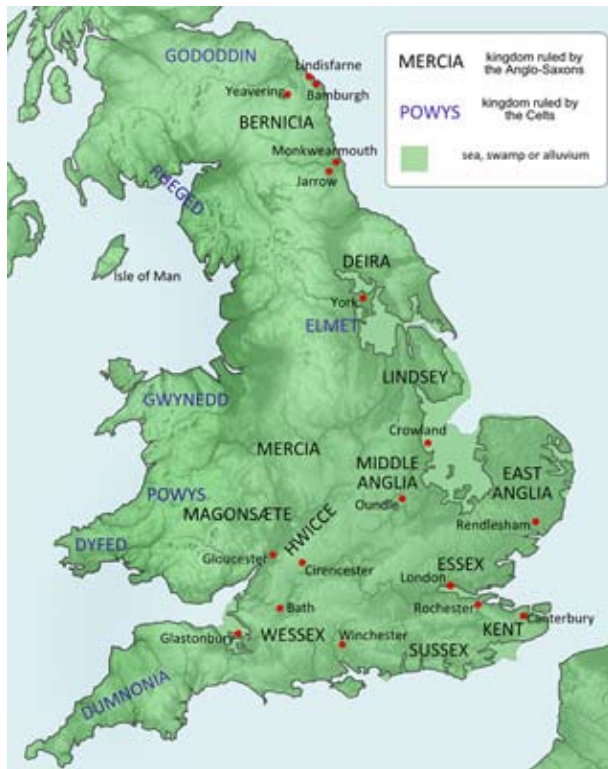 GODODDIN
Lindisfarne
Yeavering
Bamburgh
BERNICIA
Monkwearmouth
Jarrow
RHEGED
Isle of Man
DEIRA
York
ELMET
LINDSEY
GWYNEDD
Crowland
MERCIA
MIDDLE
ANGLIA
EAST
ANGLIA
Oundle
POWYS
MAGONSÆTE
HWICCE
Rendlesham
DYFED
Gloucester
Cirencester
ESSEX
London
Rochester
Canterbury
KENT
Bath
Glastonbury
WESSEX
Winchester
SUSSEX
DUMNONIA
MERCIA kingdom ruled by
the Anglo-Saxons
POWYS kingdom ruled by
the Celts
sea, swamp or alluvium